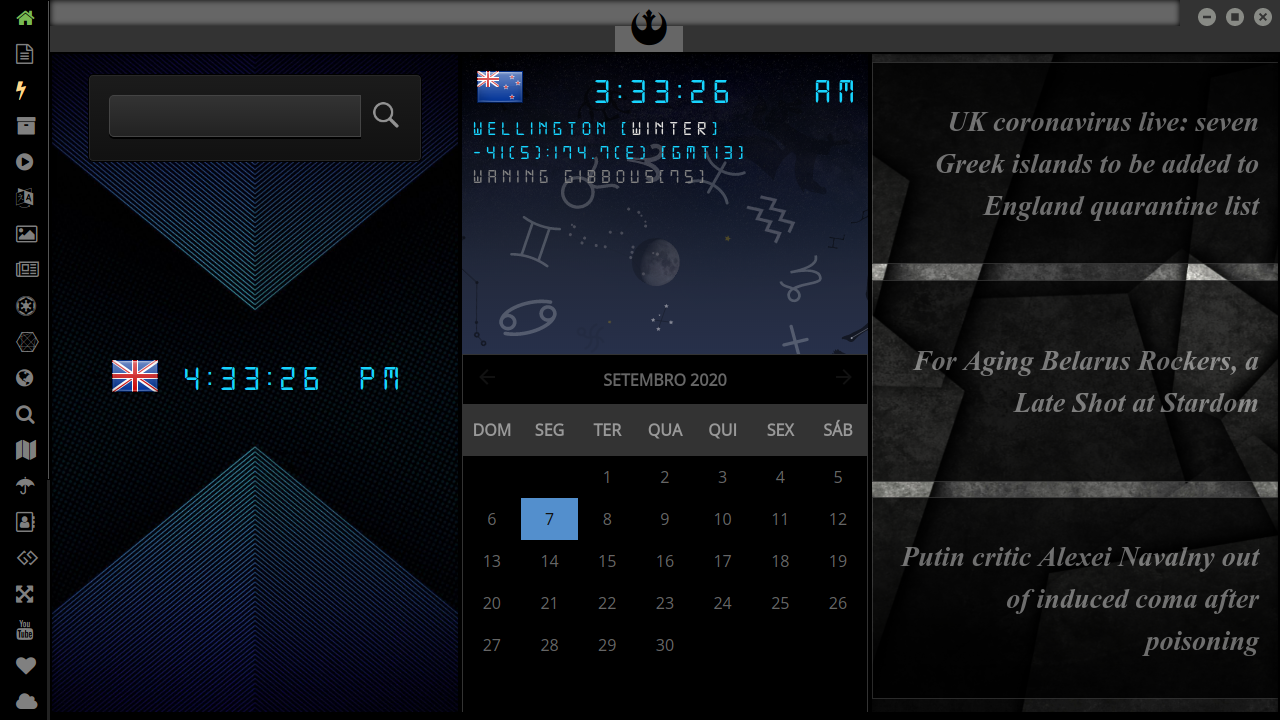 4:33:26 PM
3:33:26 AM
WELLINGTON [WINTER]
-41(S):174.7(E) [GMT13]
WANING GIBBOUS[75]
SETEMBRO 2020
DOM SEG TER QUA QUI SEX SÁB
1 2 3 4 5
6 7 8 9 10 11 12
13 14 15 16 17 18 19
20 21 22 23 24 25 26
27 28 29 30
UK coronavirus live: seven
Greek islands to be added to
England quarantine list
For Aging Belarus Rockers, a
Late Shot at Stardom
Putin critic Alexei Navalny out
of induced coma after
poisoning
You
Tube